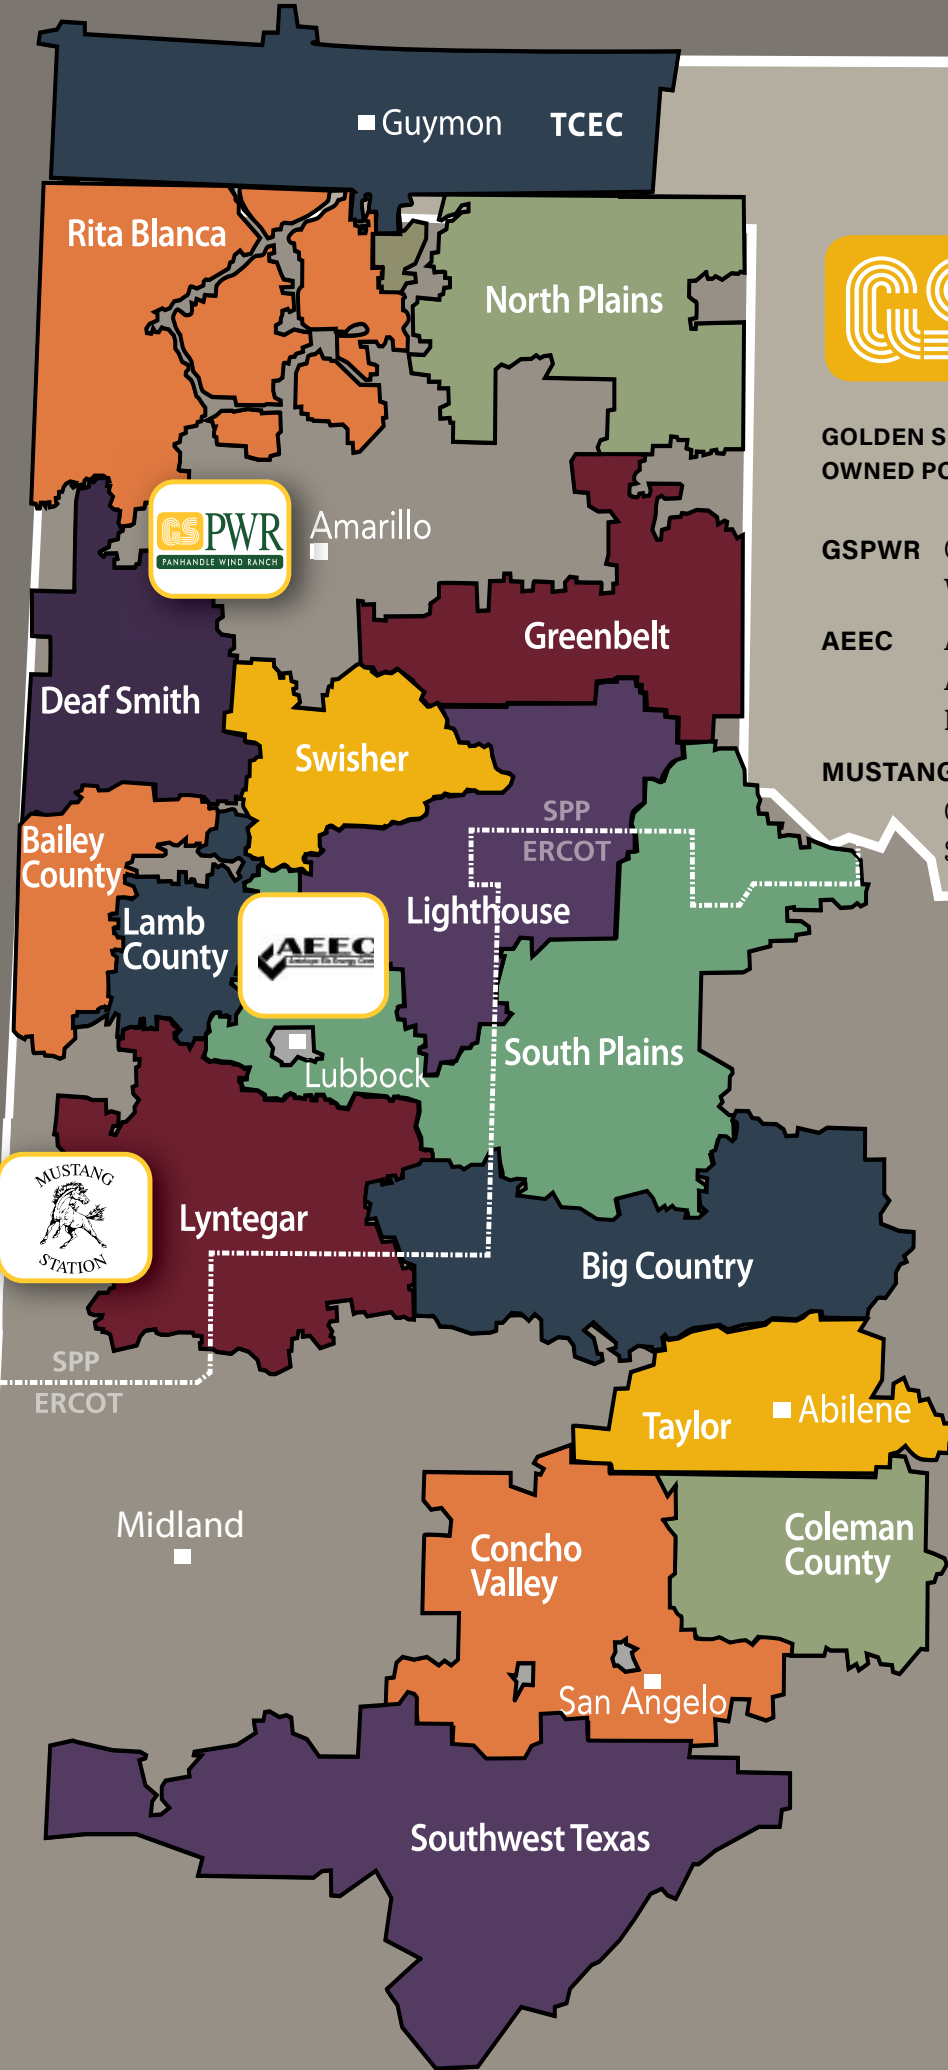 Guymon
TCEC
Rita Blanca
North Plains
GS
GOLDEN S
OWNED PO
GSPWR
AEEC
MUSTANG
GSPWR
PANHANDLE WIND RANCH
Amarillo
Greenbelt
Deaf Smith
Swisher
SPP
ERCOT
Bailey
County
Lamb
County
Lighthouse
AEEC
South Plains
Lubbock
MUSTANG
STATION
Lyntegar
Big Country
SPP
ERCOT
Taylor
Abilene
Midland
Concho
Valley
Coleman
County
San Angelo
Southwest Texas